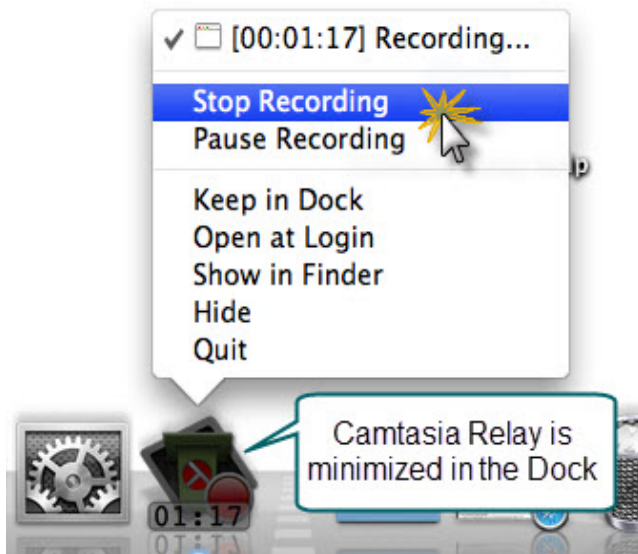 ✓ [00:01:17] Recording...
Stop Recording
Pause Recording
up
Keep in Dock
Open at Login
Show in Finder
Hide
Quit
Camtasia Relay is
minimized in the Dock
01:17